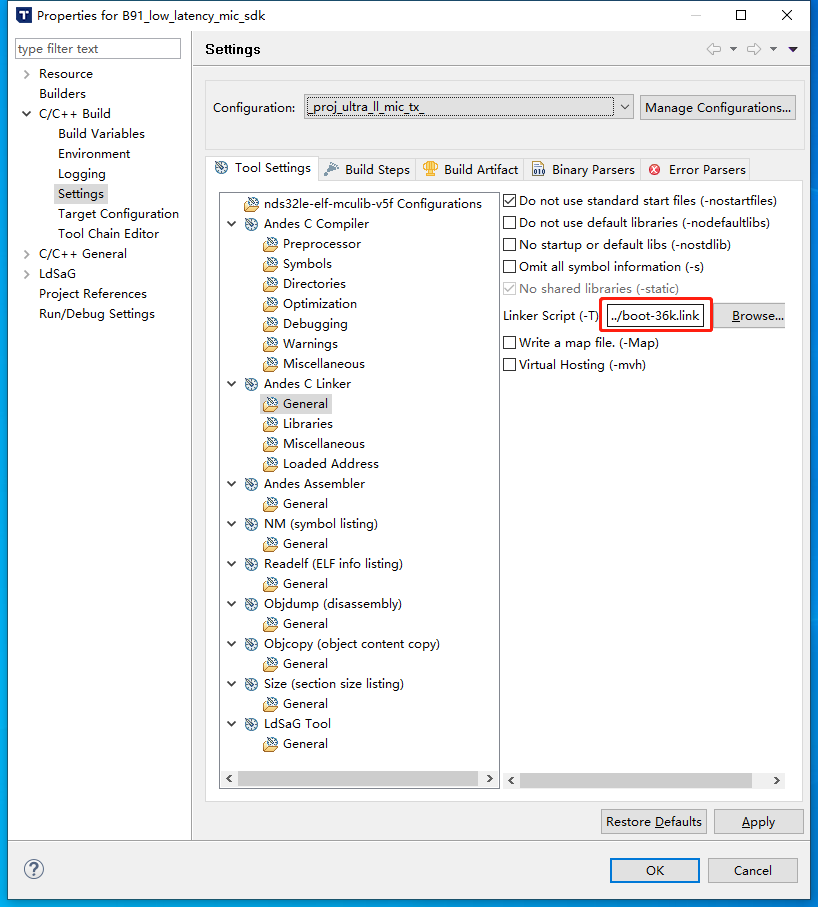 Properties for B91_low_latency_mic_sdk
type filter text
Resource
Builders
C/C++ Build
Build Variables
Environment
Logging
Settings
Target Configuration
Tool Chain Editor
C/C++ General
LdSaG
Project References
Run/Debug Settings
Settings
Configuration:
_proj_ultra_ll_mic_tx_
Manage Configurations...
Tool Settings
Build Steps
Build Artifact
Binary Parsers
Error Parsers
nds32le-elf-mculib-v5f Configurations
Andes C Compiler
Preprocessor
Symbols
Directories
Optimization
Debugging
Warnings
Miscellaneous
Andes C Linker
General
Libraries
Miscellaneous
Loaded Address
Andes Assembler
General
NM (symbol listing)
General
Readelf (ELF info listing)
General
Objdump (disassembly)
General
Objcopy (object content copy)
General
Size (section size listing)
General
LdSaG Tool
General
Do not use standard start files (-nostartfiles)
Do not use default libraries (-nodefaultlibs)
No startup or default libs (-nostdlib)
Omit all symbol information (-s)
No shared libraries (-static)
Linker Script (-T)
../boot-36k.link
Browse...
Write a map file. (-Map)
Virtual Hosting (-mvh)
Restore Defaults
Apply
?
OK
Cancel